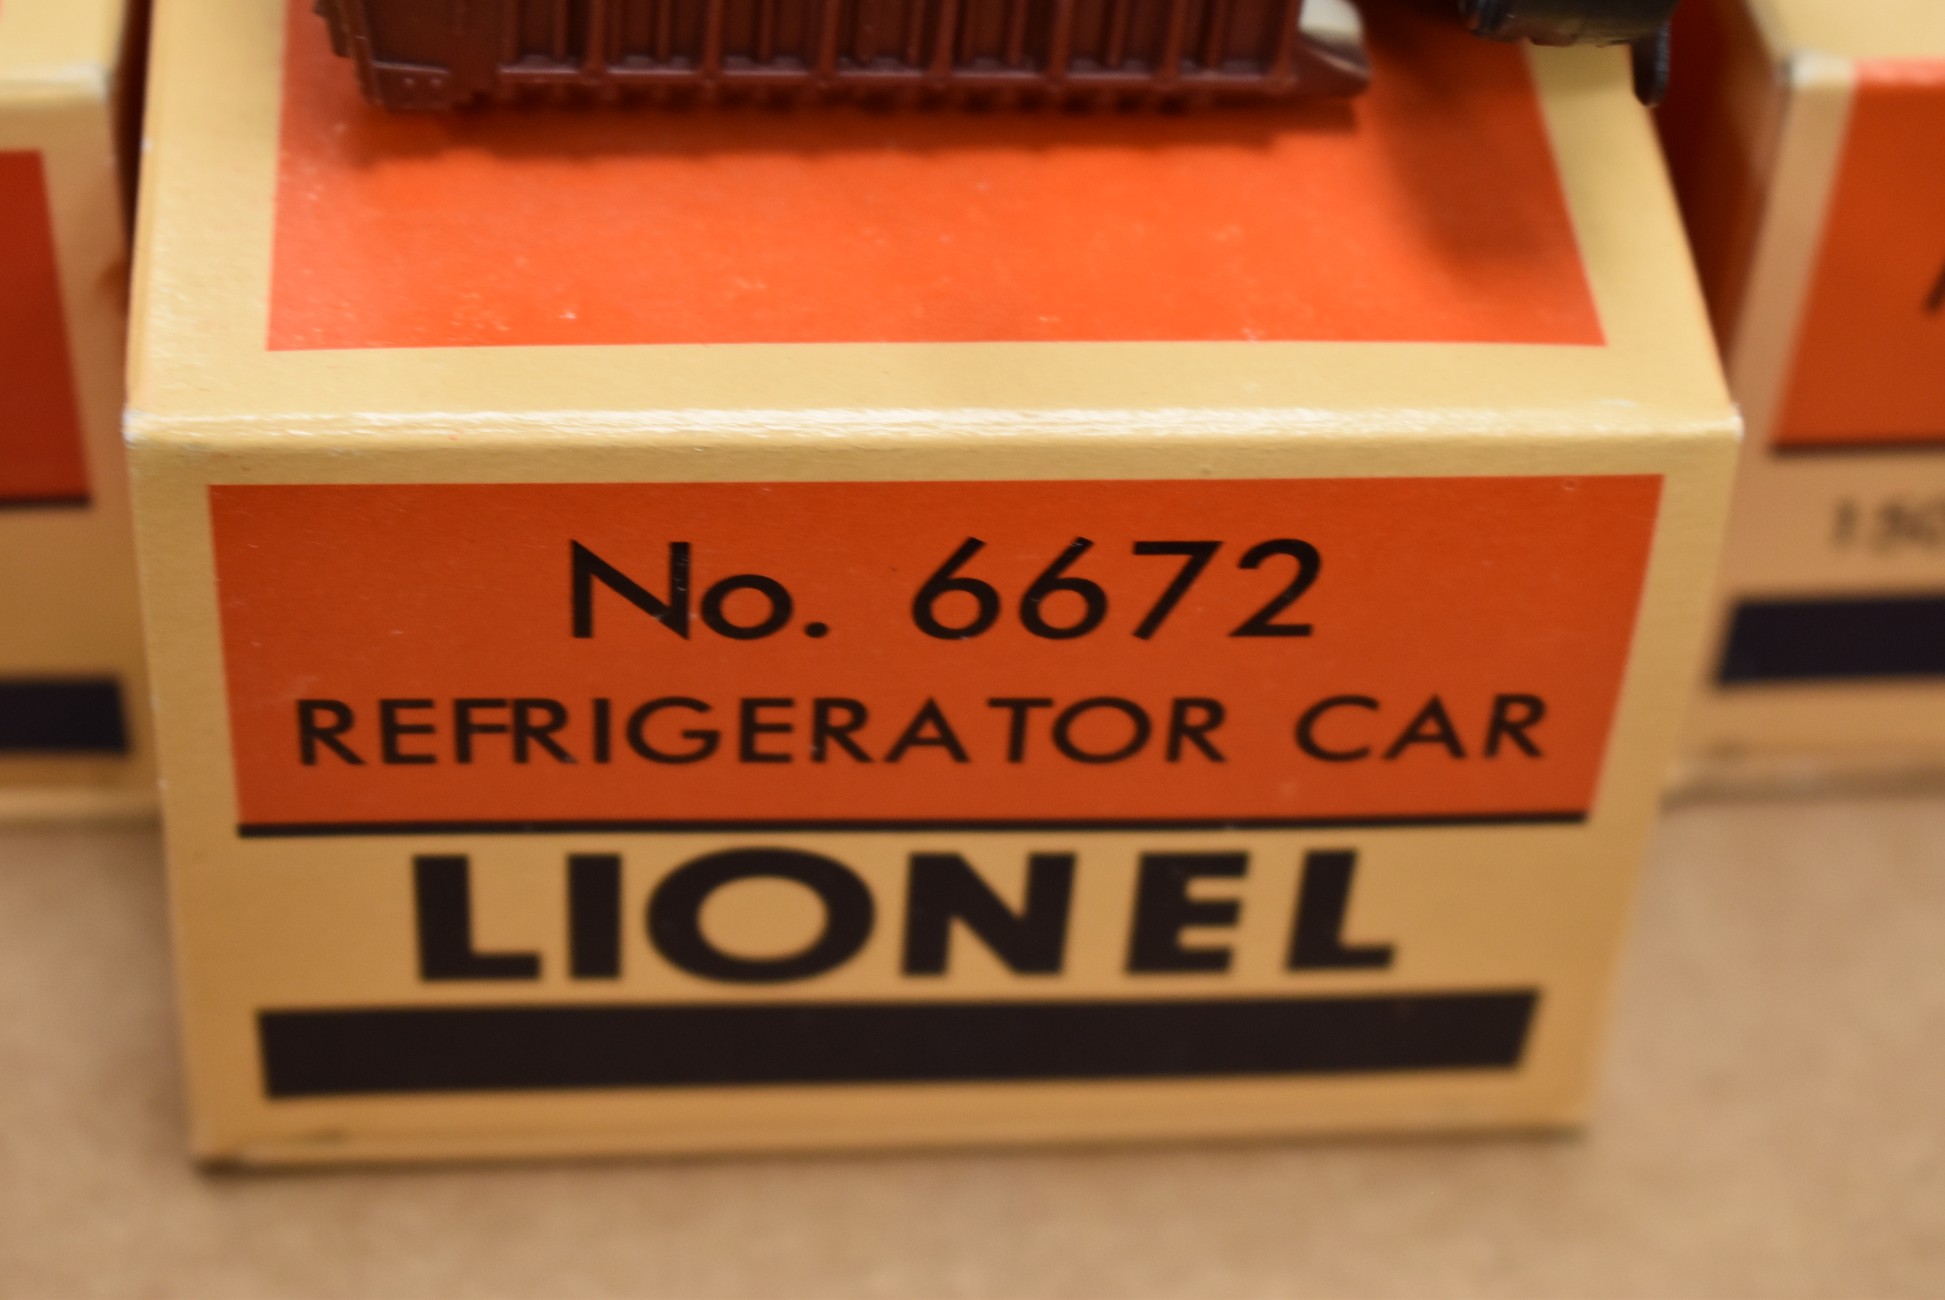 No. 6672
REFRIGERATOR CAR
LIONEL